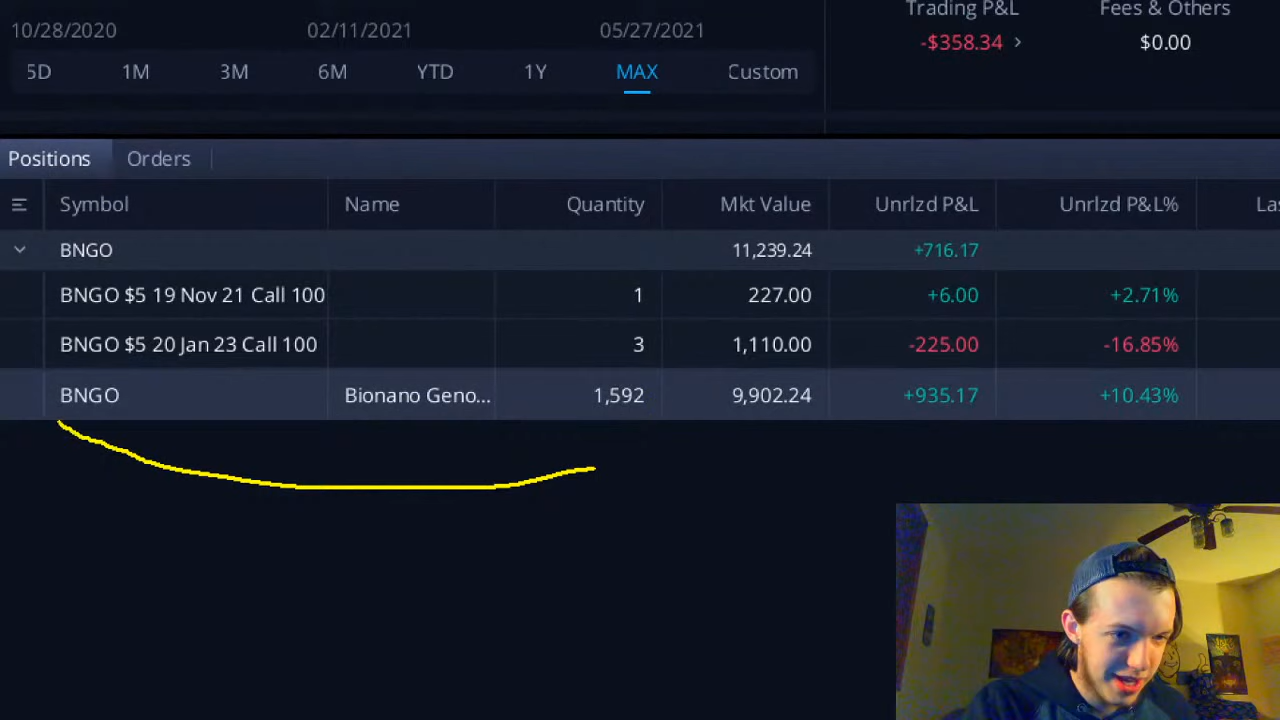 Trading P&L Fees & Others
10/28/2020 02/11/2021 05/27/2021
-$358.34 > $0.00
5D 1M 3M 6M YTD 1Y MAX Custom
Positions Orders
Symbol Name Quantity Mkt Value Unrlzd P&L Unrlzd P&L% La
BNGO 11,239.24 +716.17
BNGO $5 19 Nov 21 Call 100 1 227.00 +6.00 +2.71%
BNGO $5 20 Jan 23 Call 100 3 1,110.00 -225.00 -16.85%
BNGO Bionano Geno... 1,592 9,902.24 +935.17 +10.43%